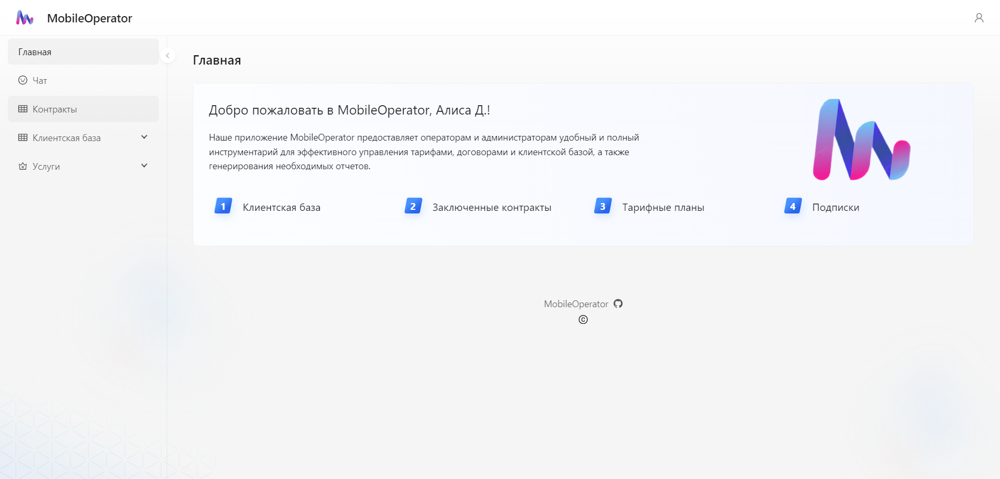 MobileOperator
Главная
Чат
Контракты
Клиентская база
Услуги
Главная
Добро пожаловать в MobileOperator, Алиса Д.!
Наше приложение MobileOperator предоставляет операторам и администраторам удобный и полный
инструментарий для эффективного управления тарифами, договорами и клиентской базой, а также
генерирования необходимых отчетов.
1 Клиентская база
2 Заключенные контракты
3 Тарифные планы
4 Подписки
MobileOperator
©